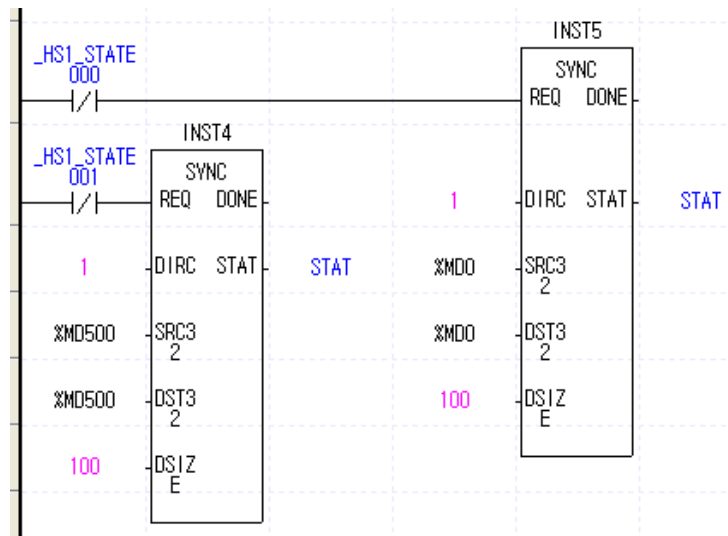 INST5
_HS1_STATE
000
SYNC
REQ DONE
INST4
_HS1_STATE
001
SYNC
REQ DONE
1
DIRC STAT
STAT
1
DIRC STAT
STAT
%MD0
SRC3
2
%MD500
SRC3
2
%MD0
DST3
2
%MD500
DST3
2
100
DSIZ
E
100
DSIZ
E